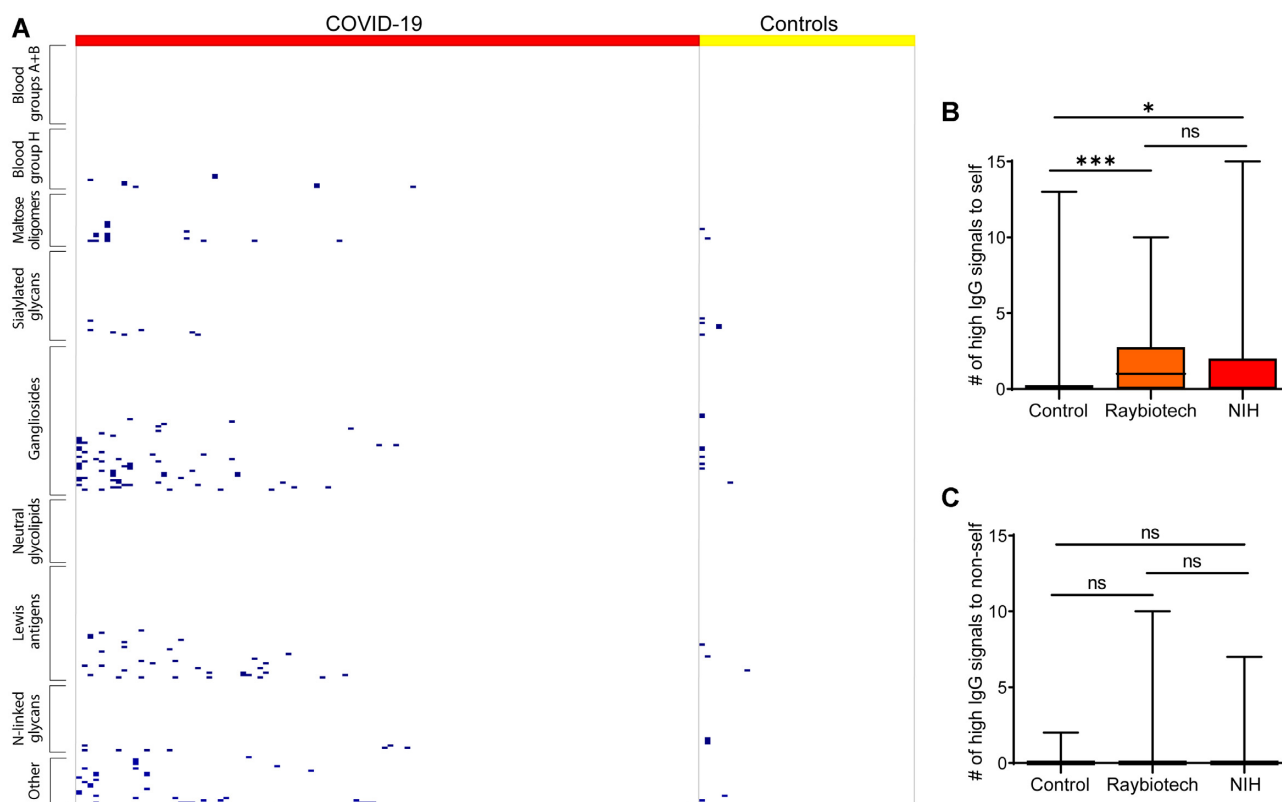 A
COVID-19
Controls
Blood
groups A+B
Blood
group H
Maltose
oligomers
Sialylated
glycans
Gangliosides
Neutral
glycolipids
Lewis
antigens
N-linked
glycans
Other
B
*
ns
***
# of high IgG signals to self
15
10
5
0
Control
Raybiotech
NIH
C
ns
ns
ns
# of high IgG signals to non-self
15
10
5
0
Control
Raybiotech
NIH